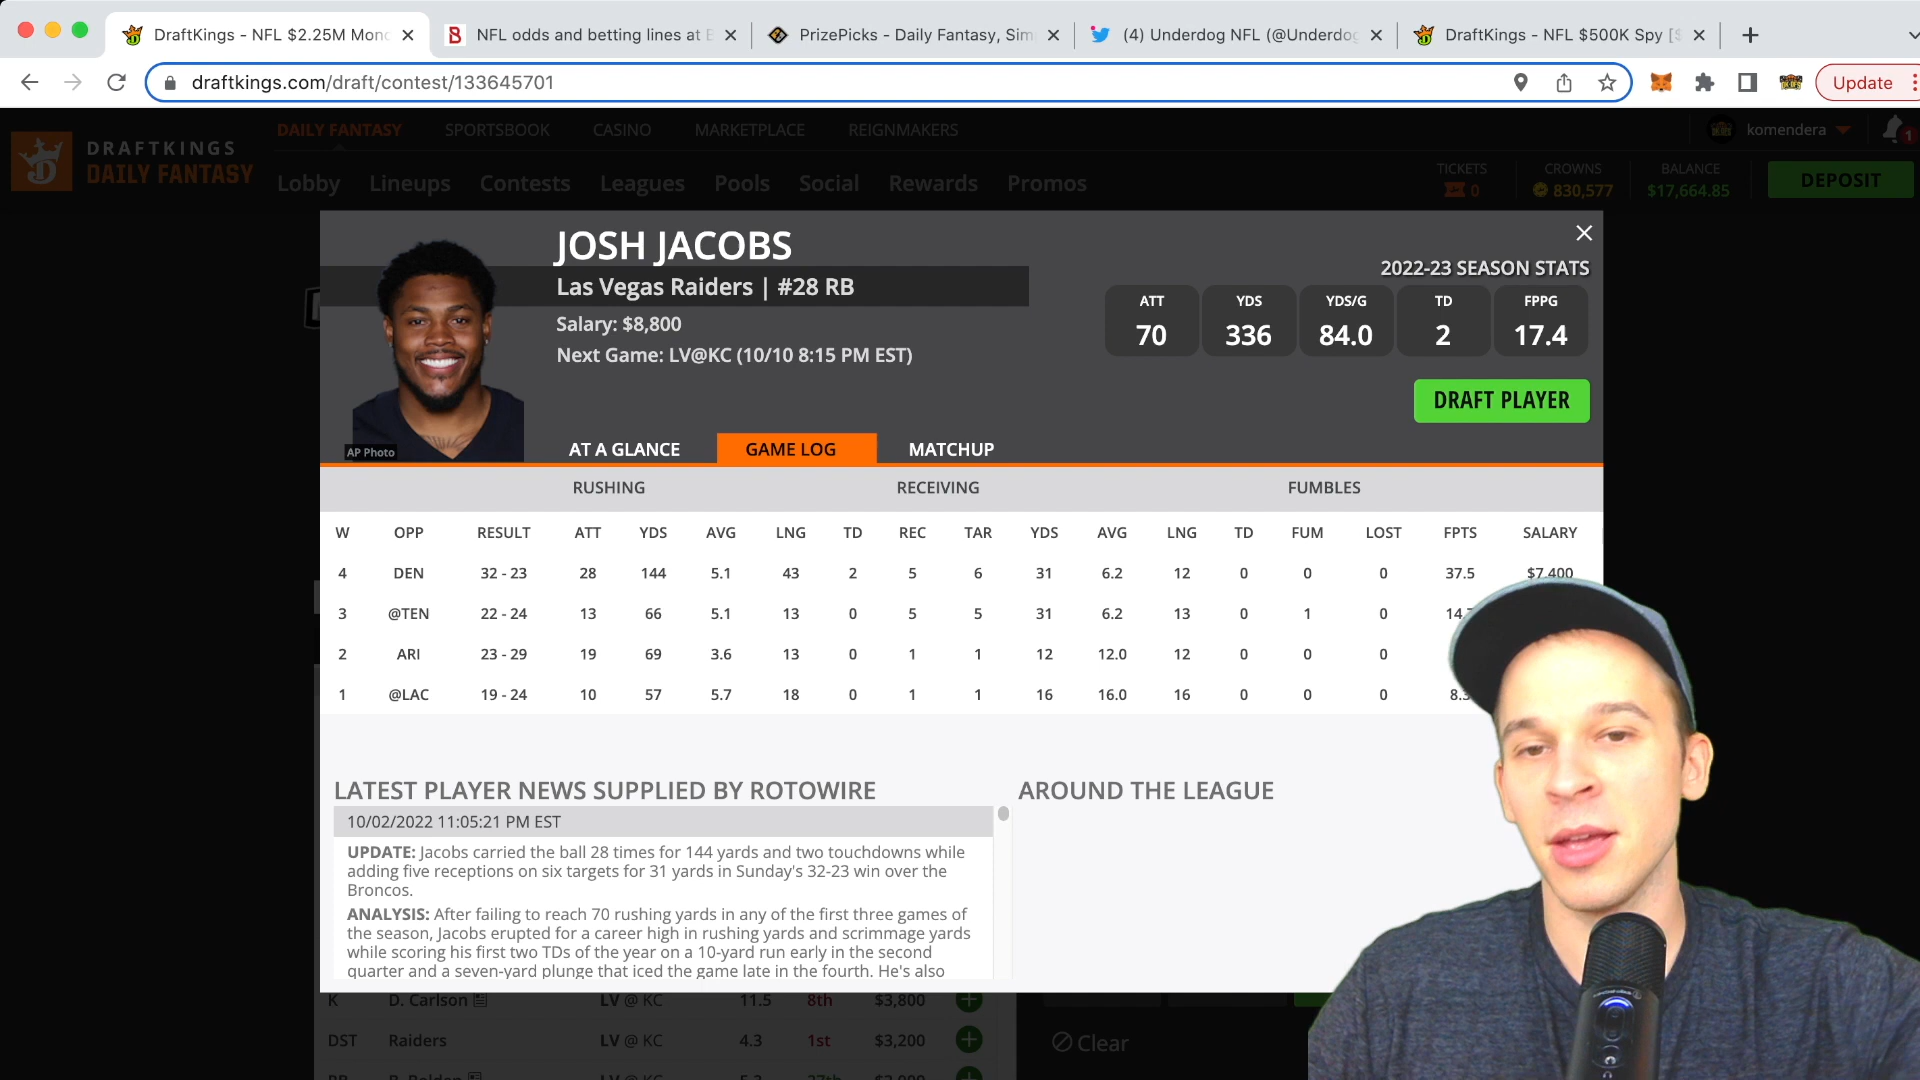 DraftKings - NFL $2.25M Mon
NFL odds and betting lines at
PrizePicks - Daily Fantasy, Sim
(4) Underdog NFL (@Underdog
DraftKings - NFL $500K Spy [$
draftkings.com/draft/contest/133645701
Update
DRAFTKINGS
DAILY FANTASY
DAILY FANTASY SPORTSBOOK CASINO MARKETPLACE REIGNMAKERS
komendera
1
Lobby Lineups Contests Leagues Pools Social Rewards Promos
TICKETS
0
CROWNS
830,577
BALANCE
$17,664.85
DEPOSIT
JOSH JACOBS
Las Vegas Raiders | #28 RB
Salary: $8,800
Next Game: LV@KC (10/10 8:15 PM EST)
AP Photo
2022-23 SEASON STATS
ATT YDS YDS/G TD FPPG
70 336 84.0 2 17.4
DRAFT PLAYER
AT A GLANCE GAME LOG MATCHUP
RUSHING RECEIVING FUMBLES
W OPP RESULT ATT YDS AVG LNG TD REC TAR YDS AVG LNG TD FUM LOST FPTS SALARY
4 DEN 32 - 23 28 144 5.1 43 2 5 6 31 6.2 12 0 0 0 37.5 $7,400
3 @TEN 22 - 24 13 66 5.1 13 0 5 5 31 6.2 13 0 1 0 14.
2 ARI 23 - 29 19 69 3.6 13 0 1 1 12 12.0 12 0 0 0
1 @LAC 19 - 24 10 57 5.7 18 0 1 1 16 16.0 16 0 0 0 8.
LATEST PLAYER NEWS SUPPLIED BY ROTOWIRE
10/02/2022 11:05:21 PM EST
UPDATE: Jacobs carried the ball 28 times for 144 yards and two touchdowns while
adding five receptions on six targets for 31 yards in Sunday's 32-23 win over the
Broncos.
ANALYSIS: After failing to reach 70 rushing yards in any of the first three games of
the season, Jacobs erupted for a career high in rushing yards and scrimmage yards
while scoring his first two TDs of the year on a 10-yard run early in the second
quarter and a seven-yard plunge that iced the game late in the fourth. He's also
AROUND THE LEAGUE
K D. Carlson LV @ KC 11.5 8th $3,800
DST Raiders LV @ KC 4.3 1st $3,200
Clear